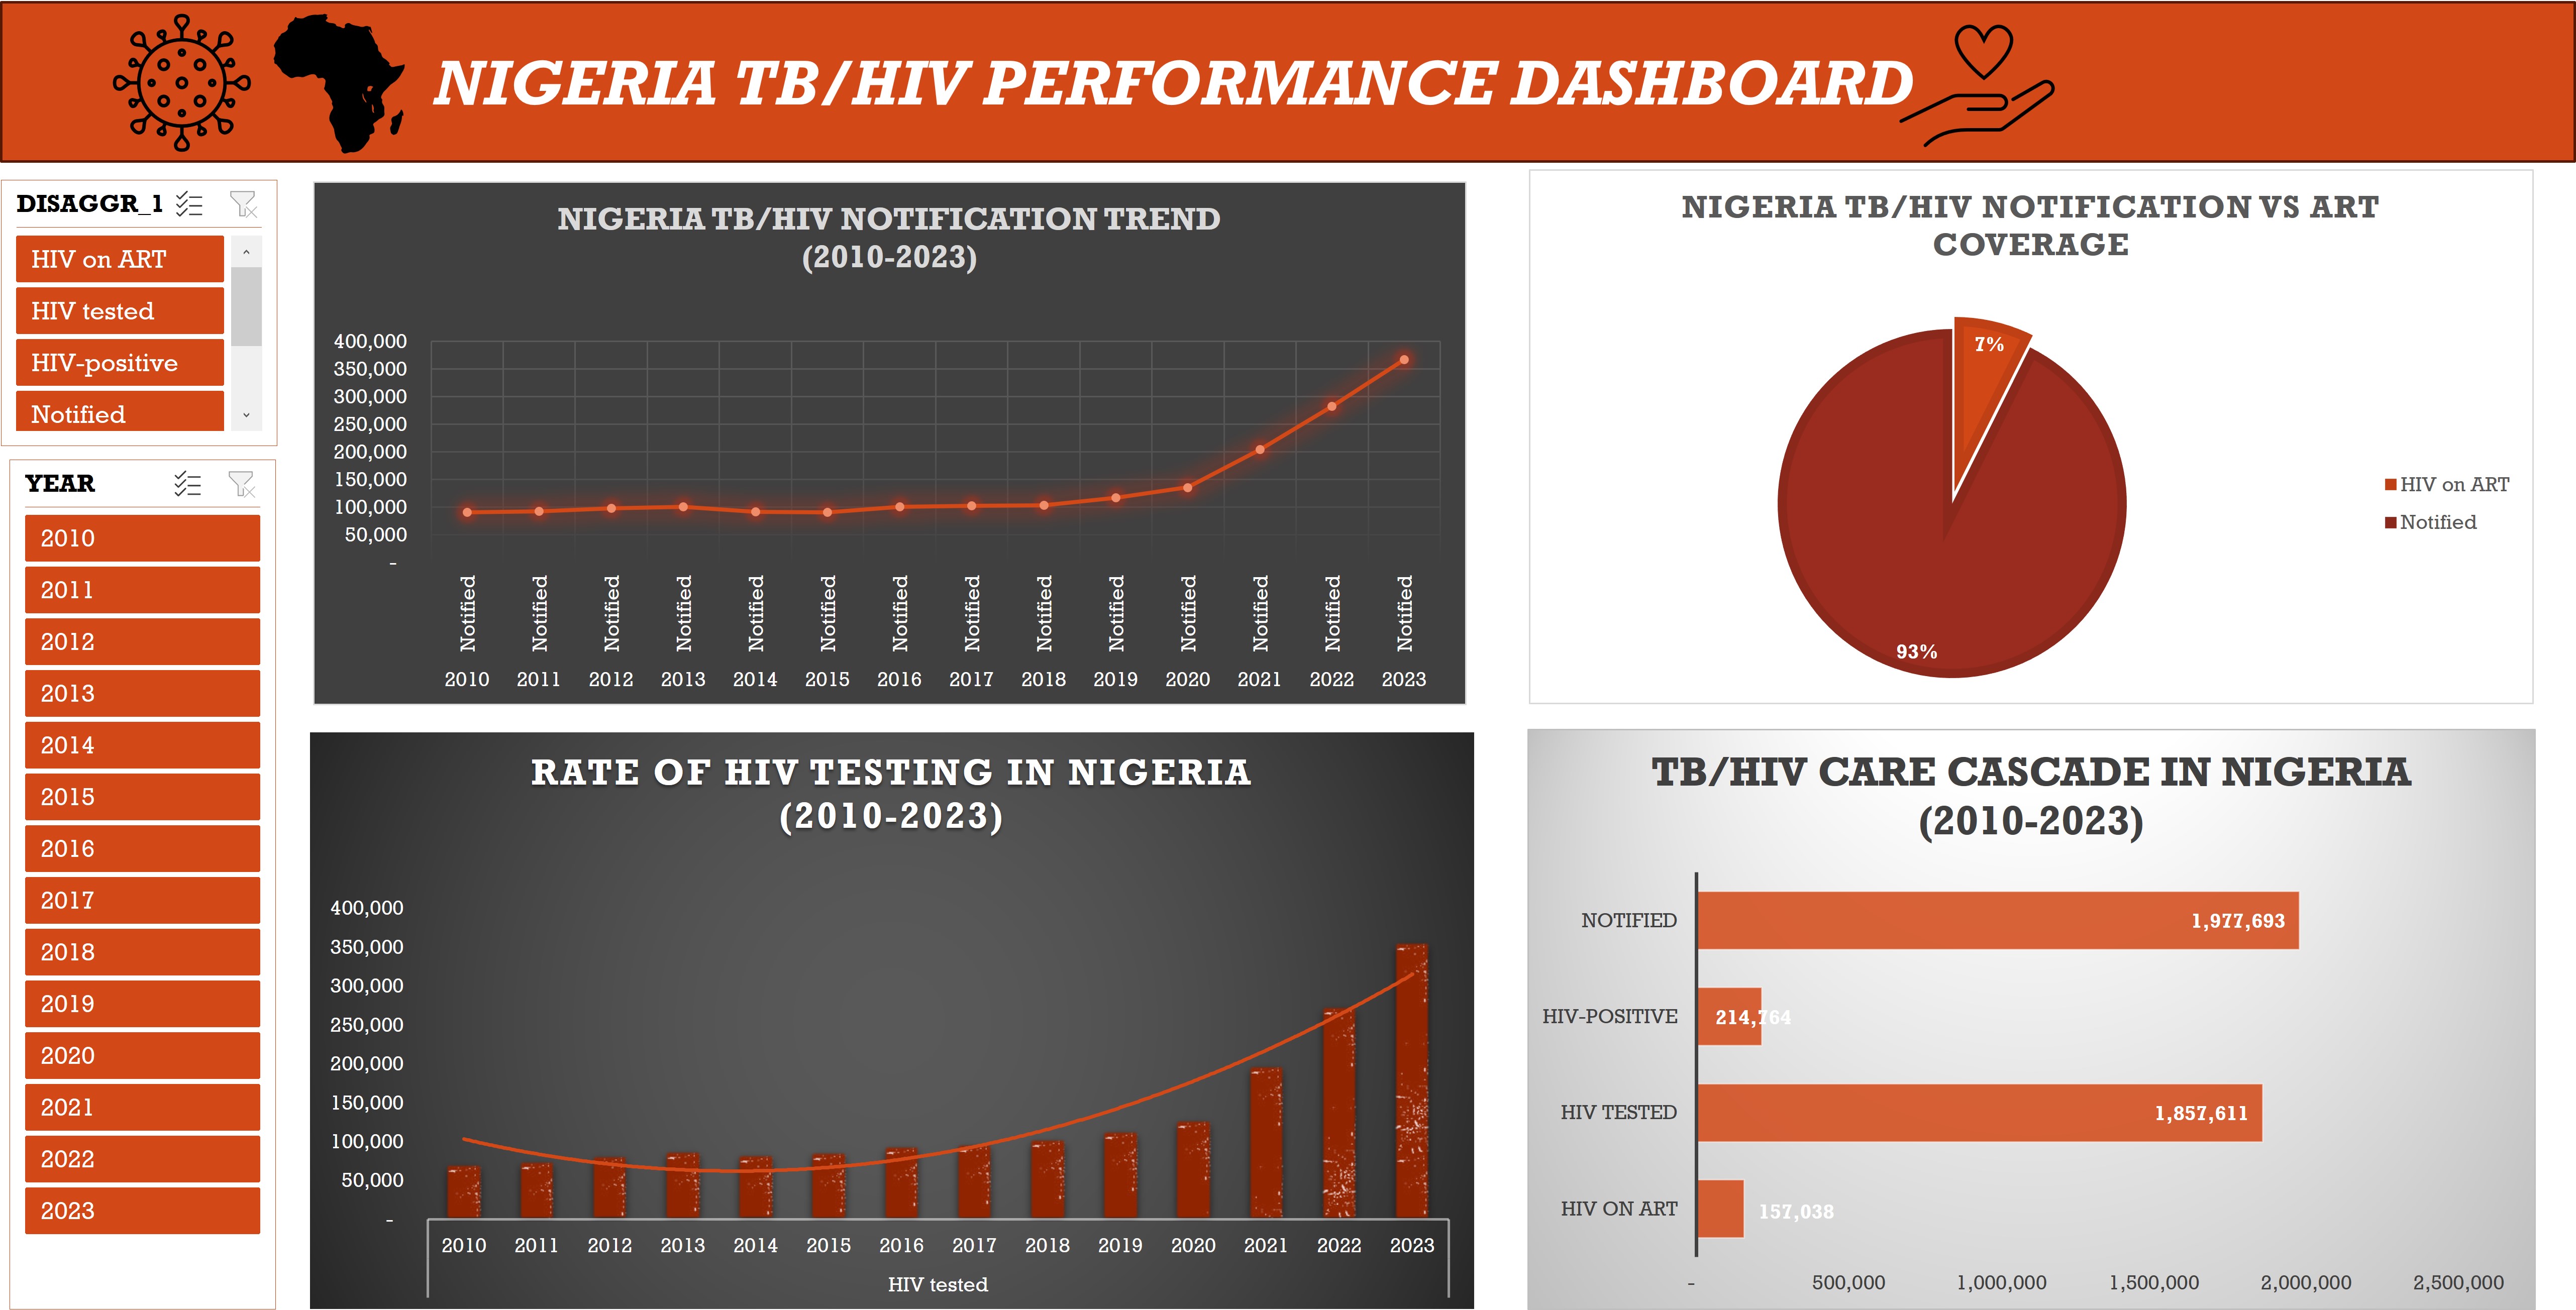 NIGERIA TB/HIV PERFORMANCE DASHBOARD
DISAGGR_1
HIV on ART
HIV tested
HIV-positive
Notified
YEAR
2010
2011
2012
2013
2014
2015
2016
2017
2018
2019
2020
2021
2022
2023
NIGERIA TB/HIV NOTIFICATION TREND
(2010-2023)
400,000
350,000
300,000
250,000
200,000
150,000
100,000
50,000
-
Notified Notified Notified Notified Notified Notified Notified Notified Notified Notified Notified Notified Notified Notified
2010 2011 2012 2013 2014 2015 2016 2017 2018 2019 2020 2021 2022 2023
NIGERIA TB/HIV NOTIFICATION VS ART
COVERAGE
7%
93%
HIV on ART
Notified
RATE OF HIV TESTING IN NIGERIA
(2010-2023)
400,000
350,000
300,000
250,000
200,000
150,000
100,000
50,000
-
2010 2011 2012 2013 2014 2015 2016 2017 2018 2019 2020 2021 2022 2023
HIV tested
TB/HIV CARE CASCADE IN NIGERIA
(2010-2023)
NOTIFIED 1,977,693
HIV-POSITIVE 214,764
HIV TESTED 1,857,611
HIV ON ART 157,038
- 500,000 1,000,000 1,500,000 2,000,000 2,500,000